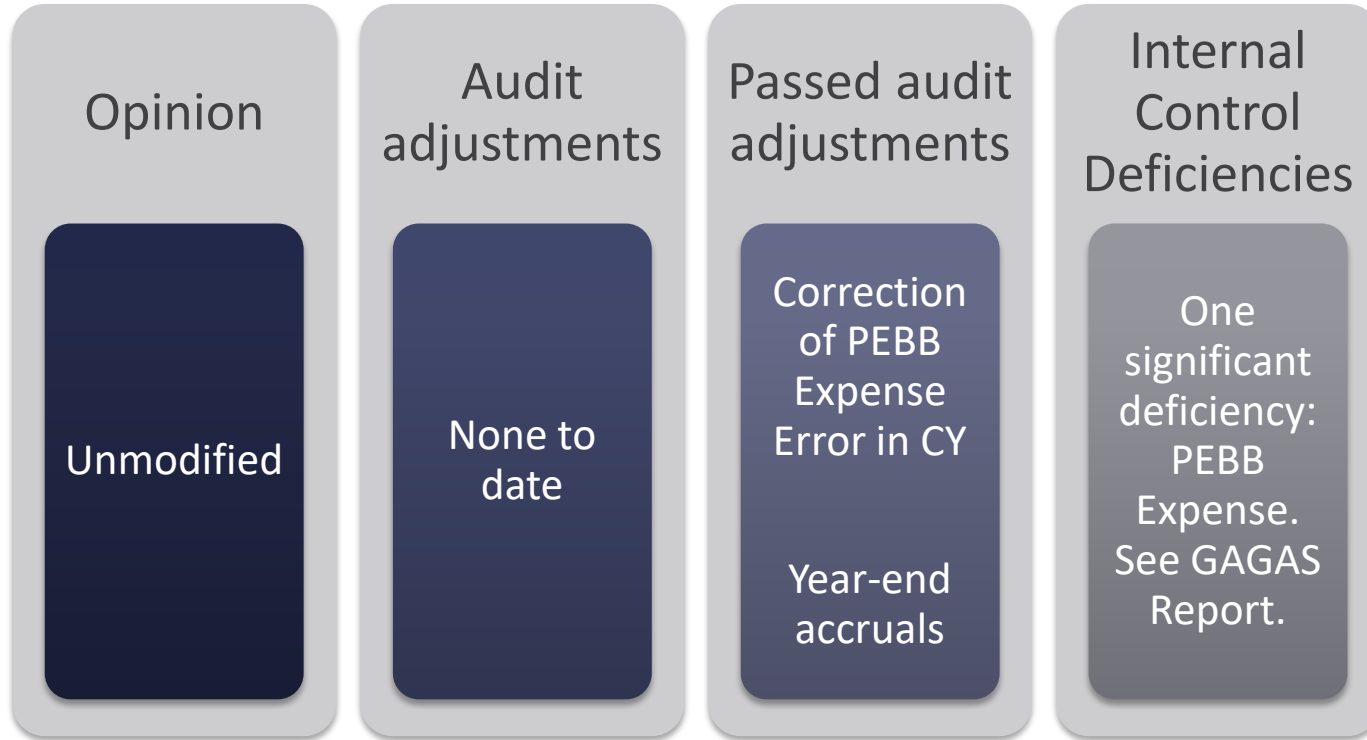 Opinion
Unmodified
Audit
adjustments
None to
date
Passed audit
adjustments
Correction
of PEBB
Expense
Error in CY
Year-end
accruals
Internal
Control
Deficiencies
One
significant
deficiency:
PEBB
Expense.
See GAGAS
Report.